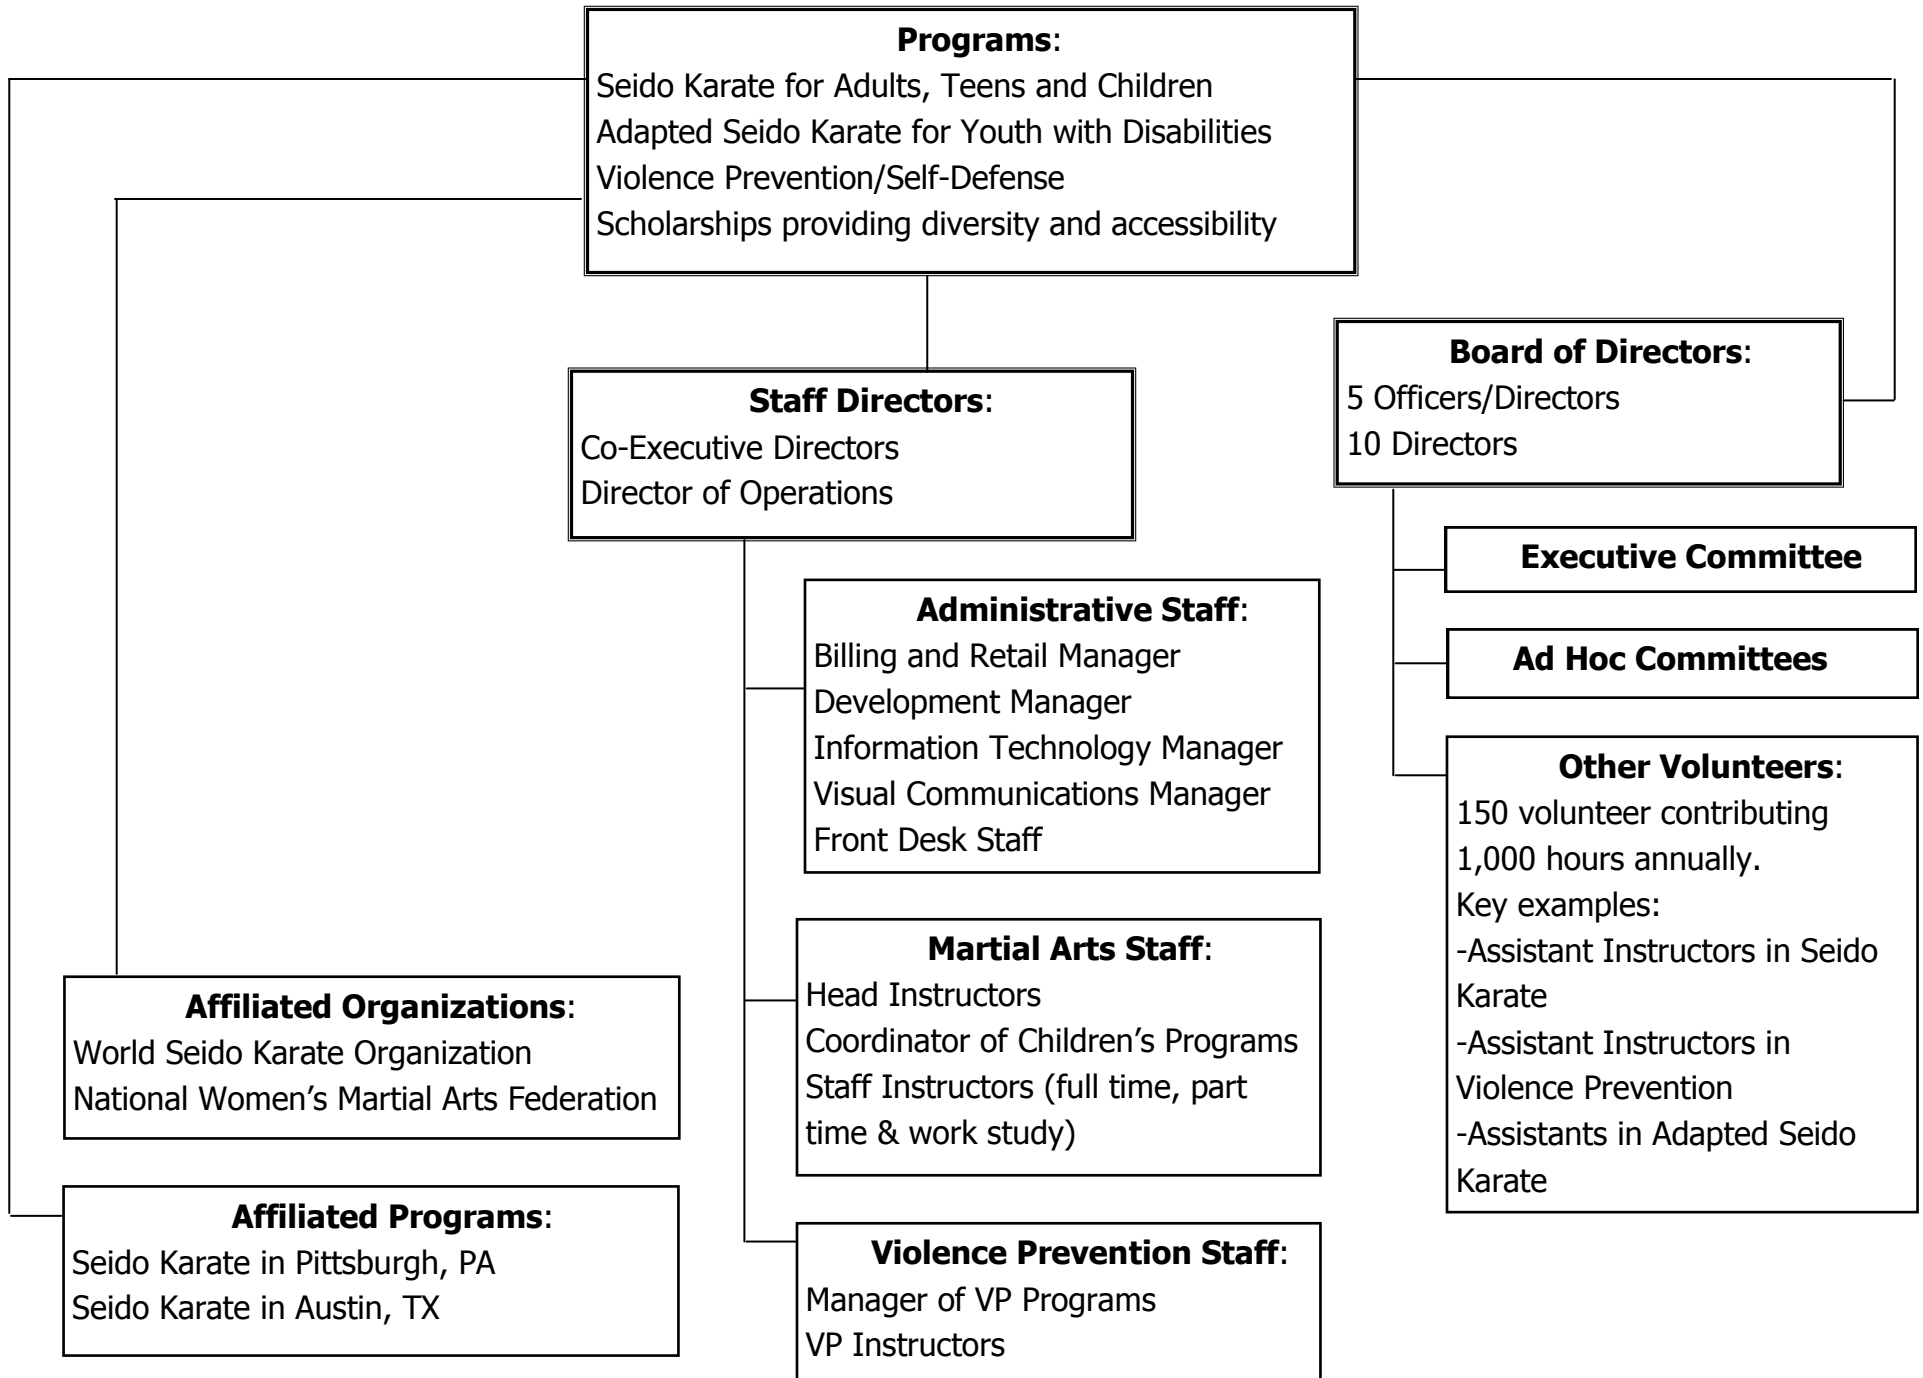 Programs:
Seido Karate for Adults, Teens and Children
Adapted Seido Karate for Youth with Disabilities
Violence Prevention/Self-Defense
Scholarships providing diversity and accessibility
Board of Directors:
5 Officers/Directors
10 Directors
Staff Directors:
Co-Executive Directors
Director of Operations
Executive Committee
Ad Hoc Committees
Other Volunteers:
150 volunteer contributing
1,000 hours annually.
Key examples:
-Assistant Instructors in Seido
Karate
-Assistant Instructors in
Violence Prevention
-Assistants in Adapted Seido
Karate
Administrative Staff:
Billing and Retail Manager
Development Manager
Information Technology Manager
Visual Communications Manager
Front Desk Staff
Martial Arts Staff:
Head Instructors
Coordinator of Children’s Programs
Staff Instructors (full time, part
time & work study)
Violence Prevention Staff:
Manager of VP Programs
VP Instructors
Affiliated Organizations:
World Seido Karate Organization
National Women’s Martial Arts Federation
Affiliated Programs:
Seido Karate in Pittsburgh, PA
Seido Karate in Austin, TX